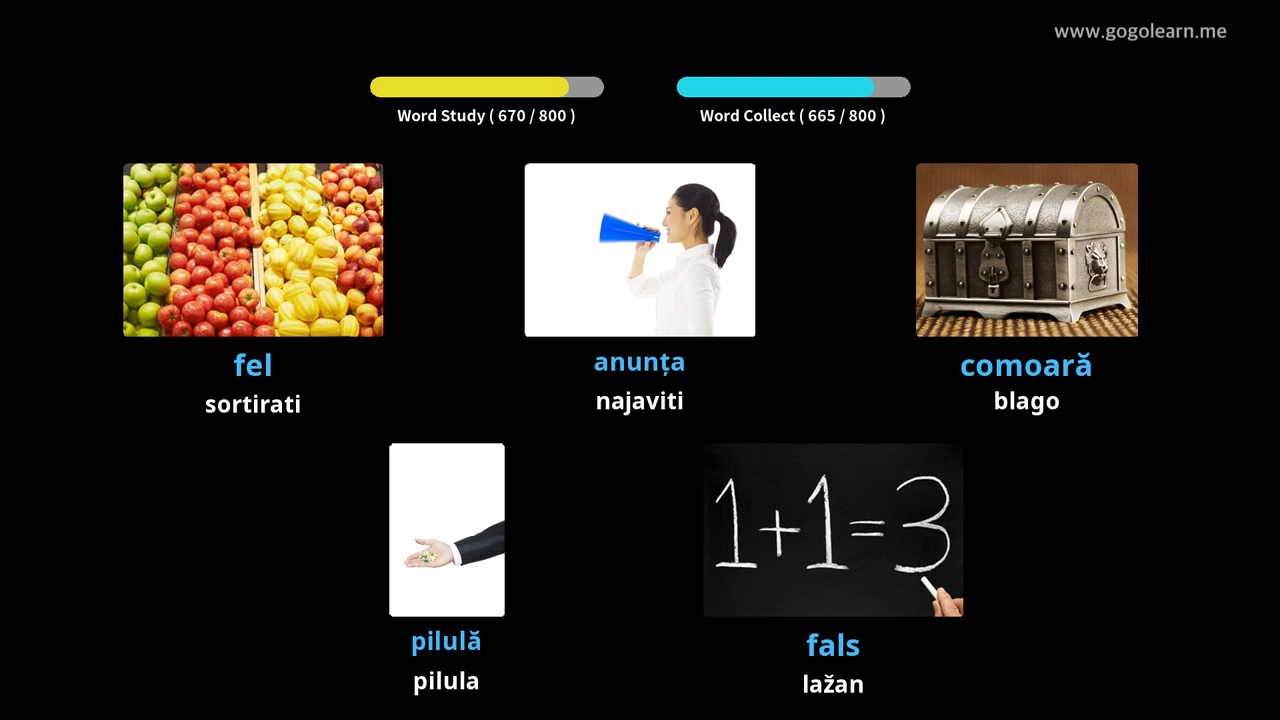 www.gogolearn.me
Word Study ( 670 / 800 )
Word Collect ( 665 / 800 )
fel
sortirati
anunța
najaviti
comoară
blago
1+1=3
pilulă
pilula
fals
lažan